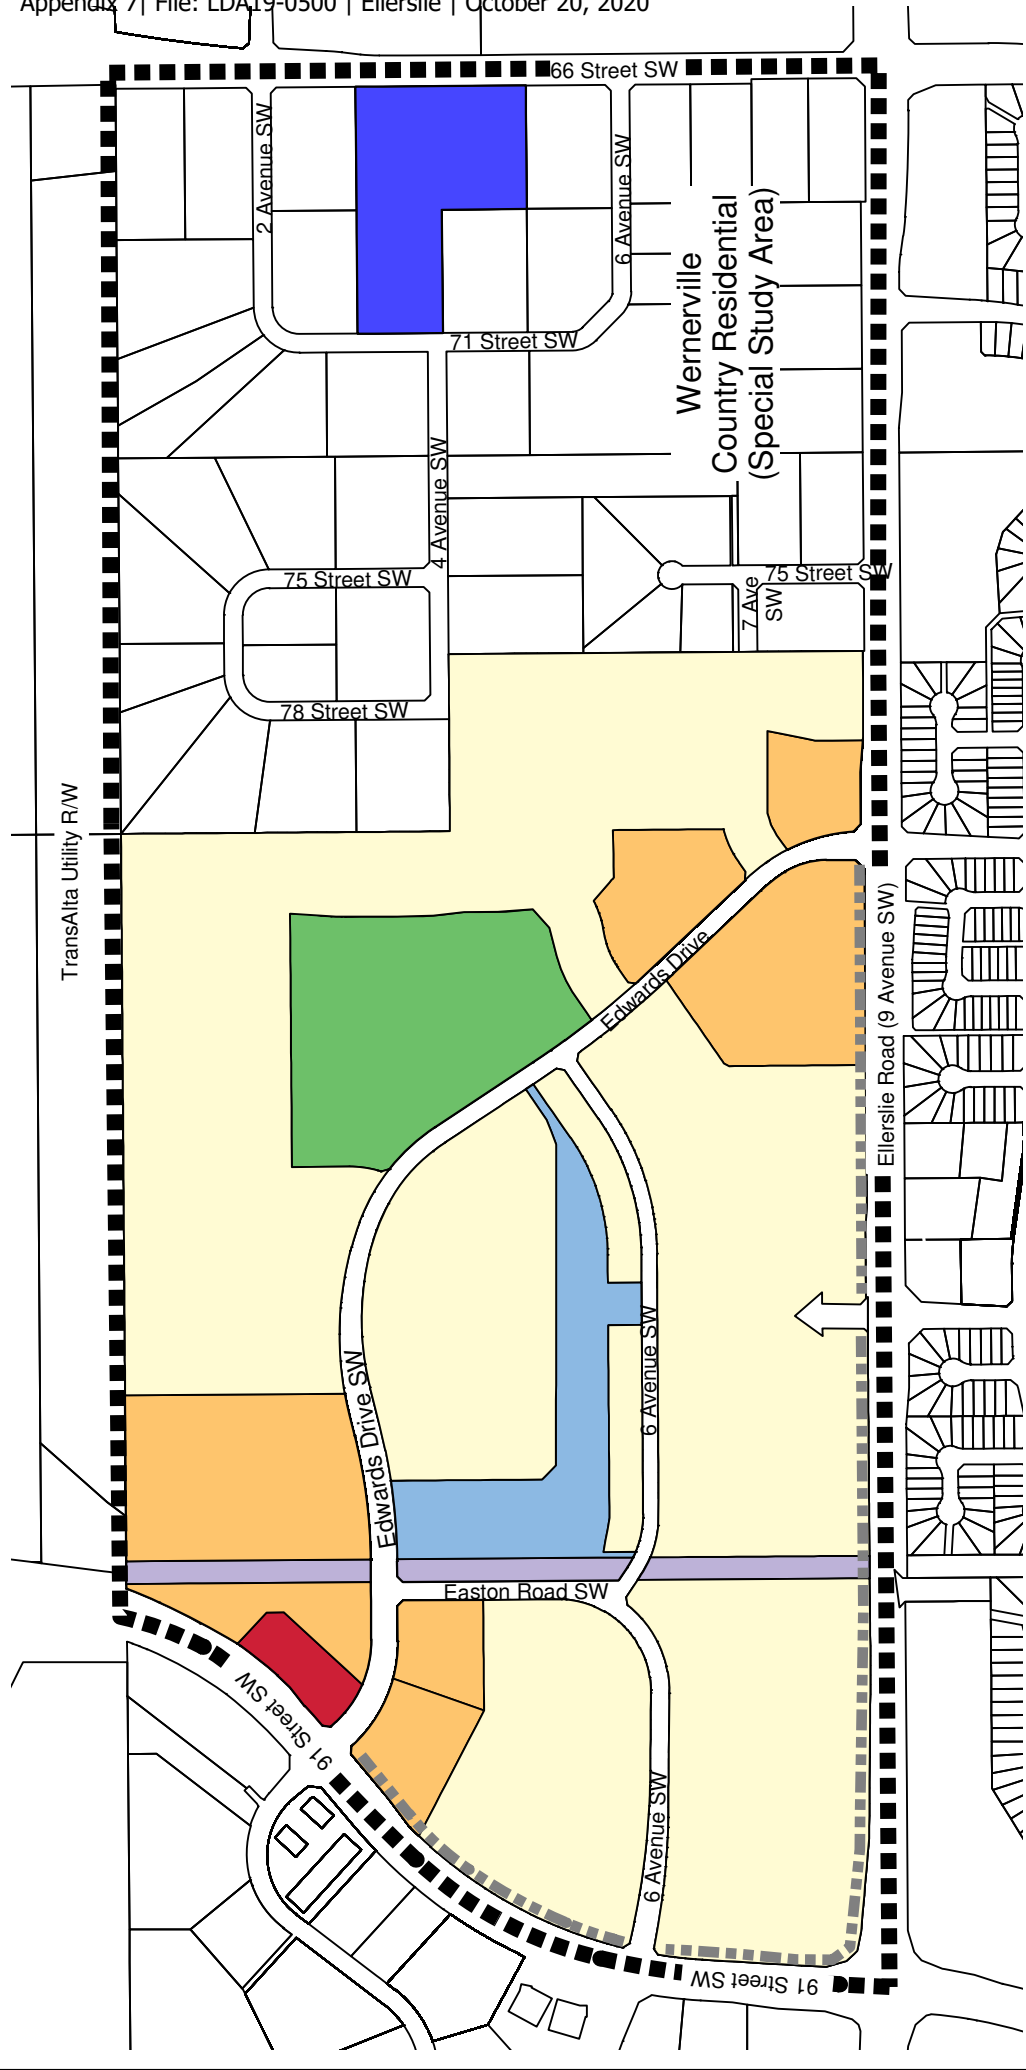 Appendix 7| File: LDA19-0500 | Ellerslie | October 20, 2020
66 Street SW
2 Avenue SW
6 Avenue SW
Wernerville
Country Residential
(Special Study Area)
71 Street SW
4 Avenue SW
75 Street SW
75 Street SW
7 Ave
SW
78 Street SW
TransAlta Utility R/W
Edwards Drive
Ellerslie Road (9 Avenue SW)
6 Avenue SW
Edwards Drive SW
Easton Road SW
91 Street SW
6 Avenue SW
91 Street SW